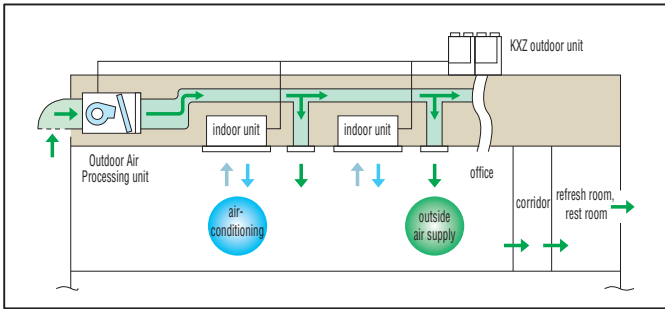 KXZ outdoor unit
indoor unit
indoor unit
Outdoor Air
Processing unit
office
air-
conditioning
outside
air supply
corridor
refresh room,
rest room